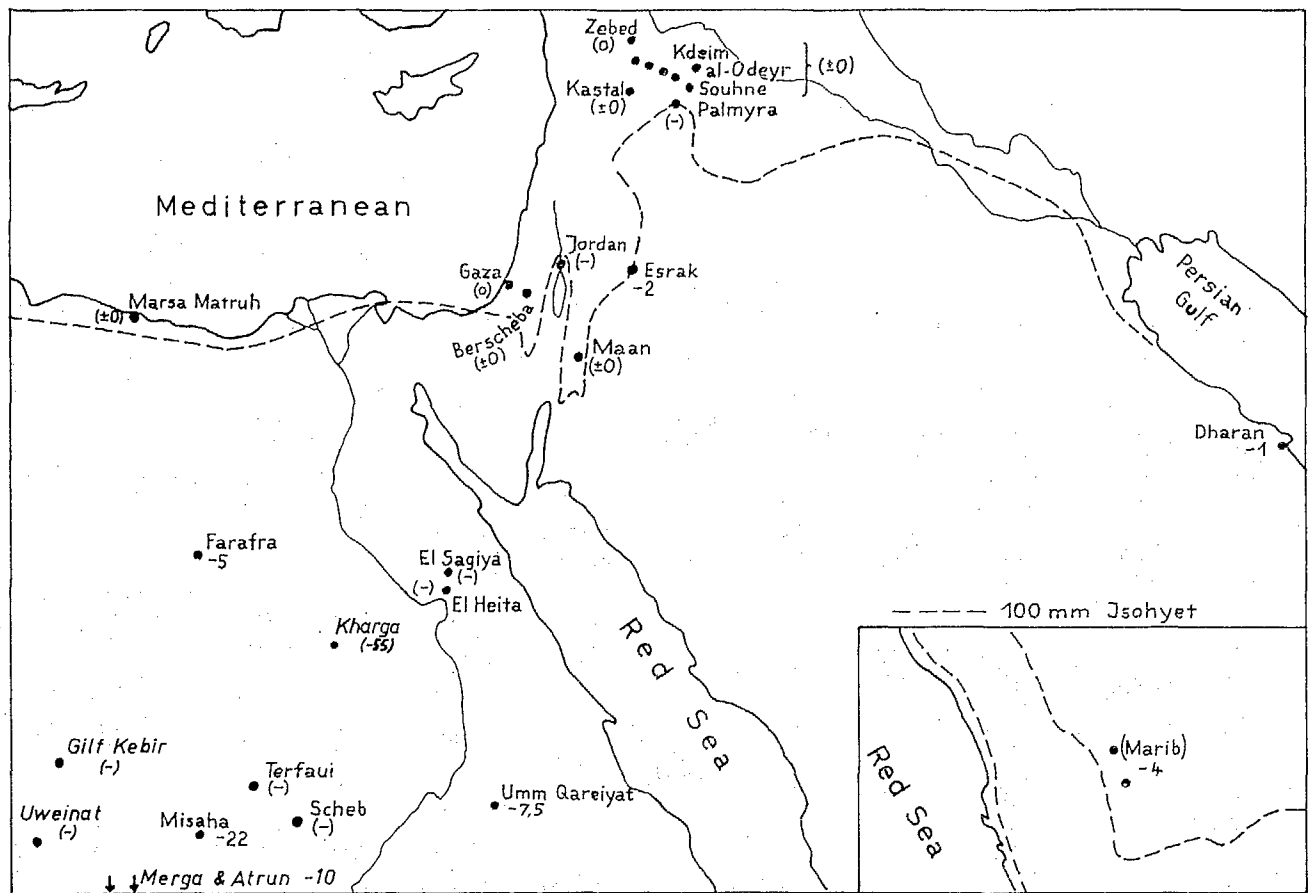 Zebed
(o)
Kdeim
al-Odeyr
(±0)
Kastal
(±0)
Souhne
Palmyra
(-)
Mediterranean
Jordan
(-)
Gaza
(o)
Esrak
-2
Persian
Gulf
Marsa Matruh
(±0)
Berscheba
(±0)
Maan
(±0)
Dharan
-1
Farafra
-5
El Sagiya
(-)
(-)
El Heita
Kharga
(-55)
Red Sea
100 mm Jsohyet
Gilf Kebir
(-)
Terfaui
(-)
Uweinat
(-)
Misaha
-22
Scheb
(-)
Umm Qareiyat
-7,5
Merga & Atrun -10
Red Sea
(Marib)
-4